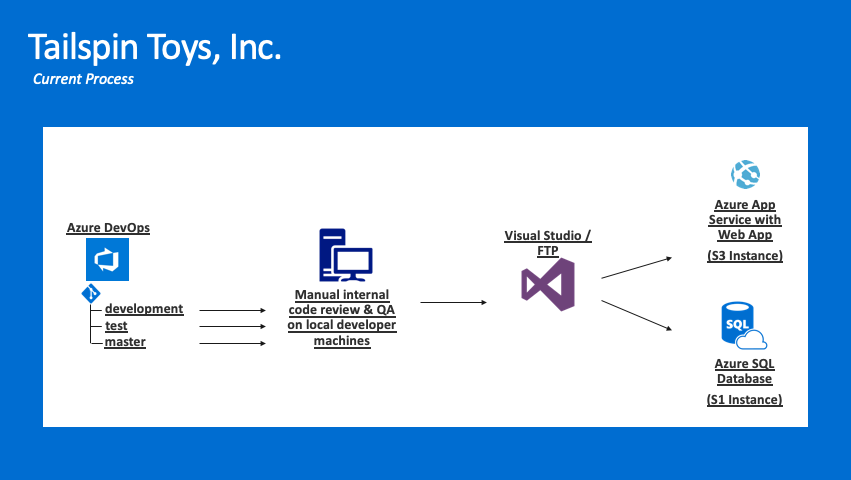 Tailspin Toys, Inc.
Current Process
Azure DevOps
development
test
master
Manual internal
code review & QA
on local developer
machines
Visual Studio /
FTP
Azure App
Service with
Web App
(S3 Instance)
SQL
Azure SQL
Database
(S1 Instance)